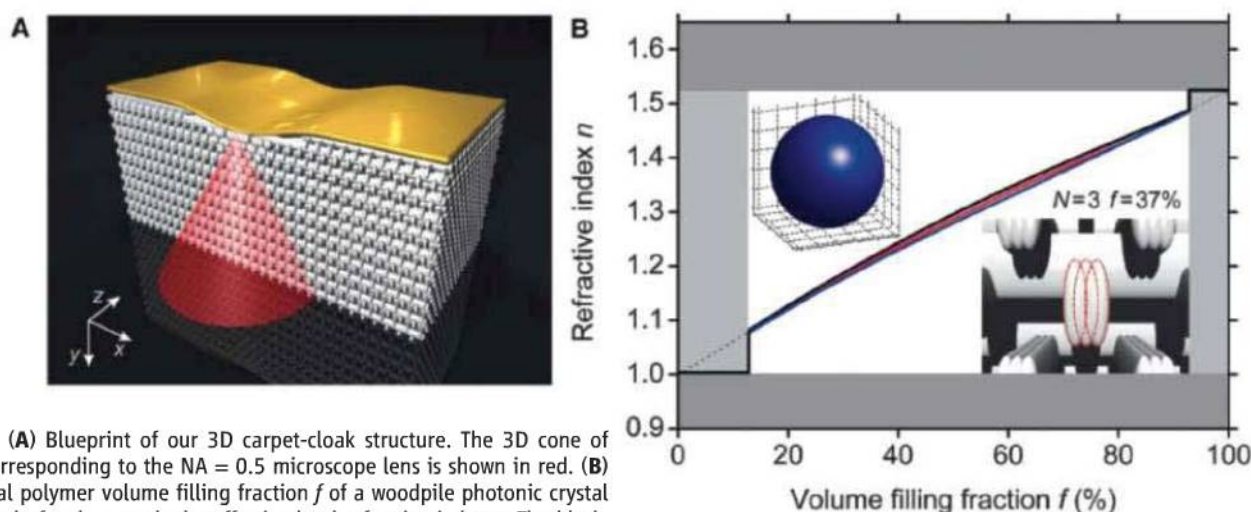 A
z
y
x
(A) Blueprint of our 3D carpet-cloak structure. The 3D cone of
rresponding to the NA = 0.5 microscope lens is shown in red. (B)
al polymer volume filling fraction f of a woodpile photonic crystal
B
Refractive index n
1.6
1.5
1.4
1.3
1.2
1.1
1.0
0.9
N=3 f=37%
0 20 40 60 80 100
Volume filling fraction f (%)